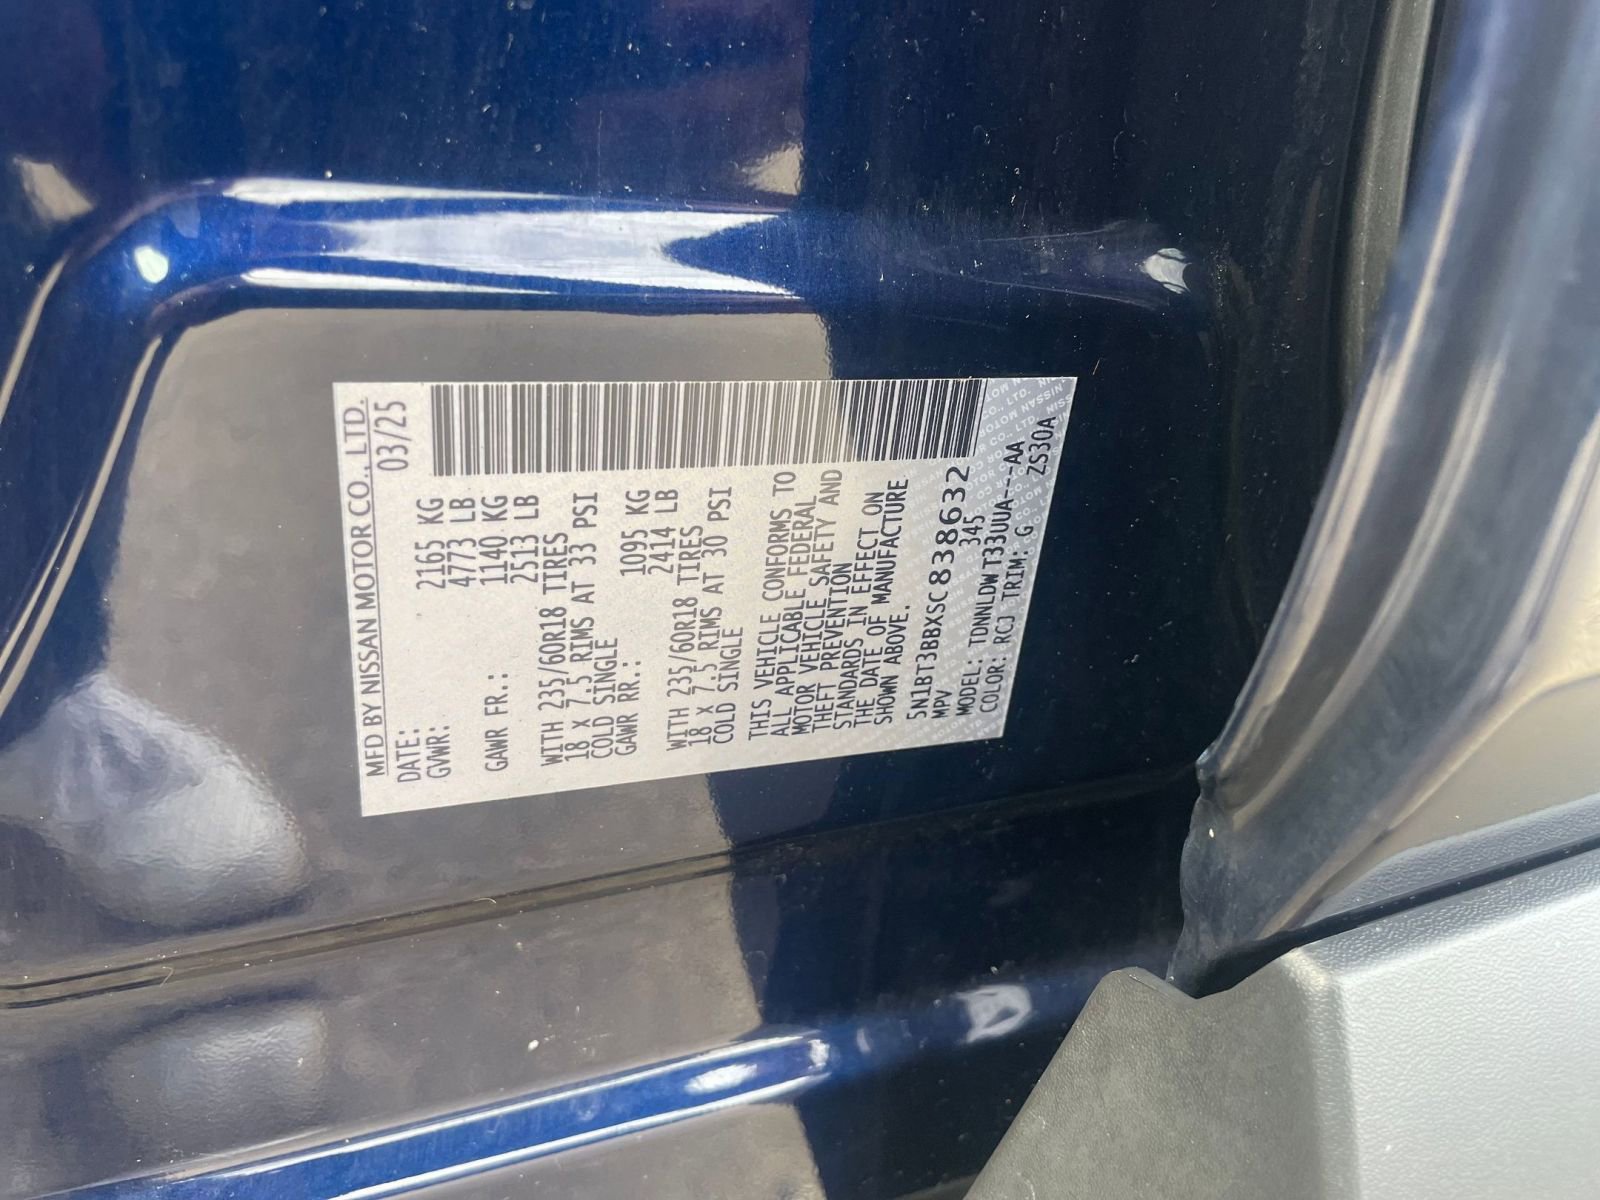 MFD BY NISSAN MOTOR CO., LTD.
DATE: 03/25
GVWR: 2165 KG
4773 LB
GAWR FR.: 1140 KG
2513 LB
WITH 235/60R18 TIRES
18 X 7.5 RIMS AT 33 PSI
COLD SINGLE
GAWR RR.: 1095 KG
2414 LB
WITH 235/60R18 TIRES
18 X 7.5 RIMS AT 30 PSI
COLD SINGLE
THIS VEHICLE CONFORMS TO
ALL APPLICABLE FEDERAL
MOTOR VEHICLE SAFETY AND
THEFT PREVENTION
STANDARDS IN EFFECT ON
THE DATE OF MANUFACTURE
SHOWN ABOVE.
5N1BT3BBXSC838632
MPV 345
MODEL: TDNNLDWT33UUA---AA
COLOR: RCJ TRIM: G ZS30A